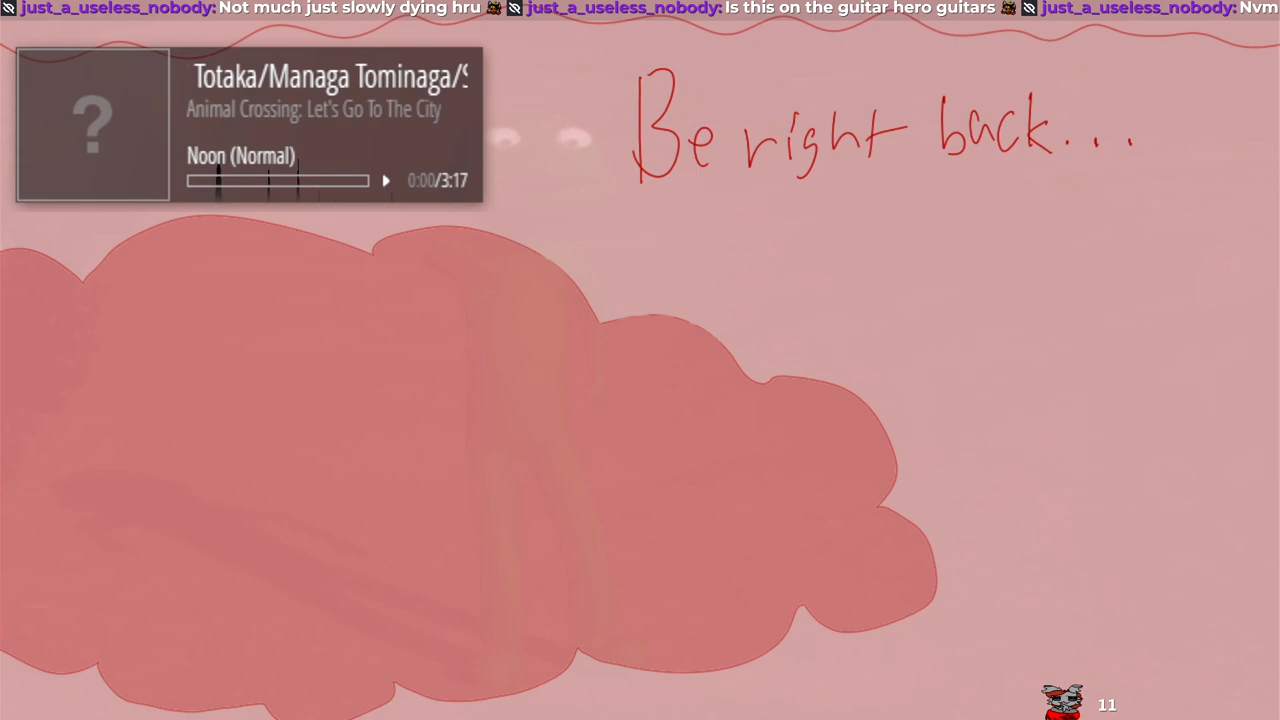 just_a_useless_nobody: Not much just slowly dying hru just_a_useless_nobody: Is this on the guitar hero guitars just_a_useless_nobody: Nvm
Totaka/Managa Tominaga/
Animal Crossing: Let's Go To The City
Noon (Normal)
0:00/3:17
?
Be right back...
11